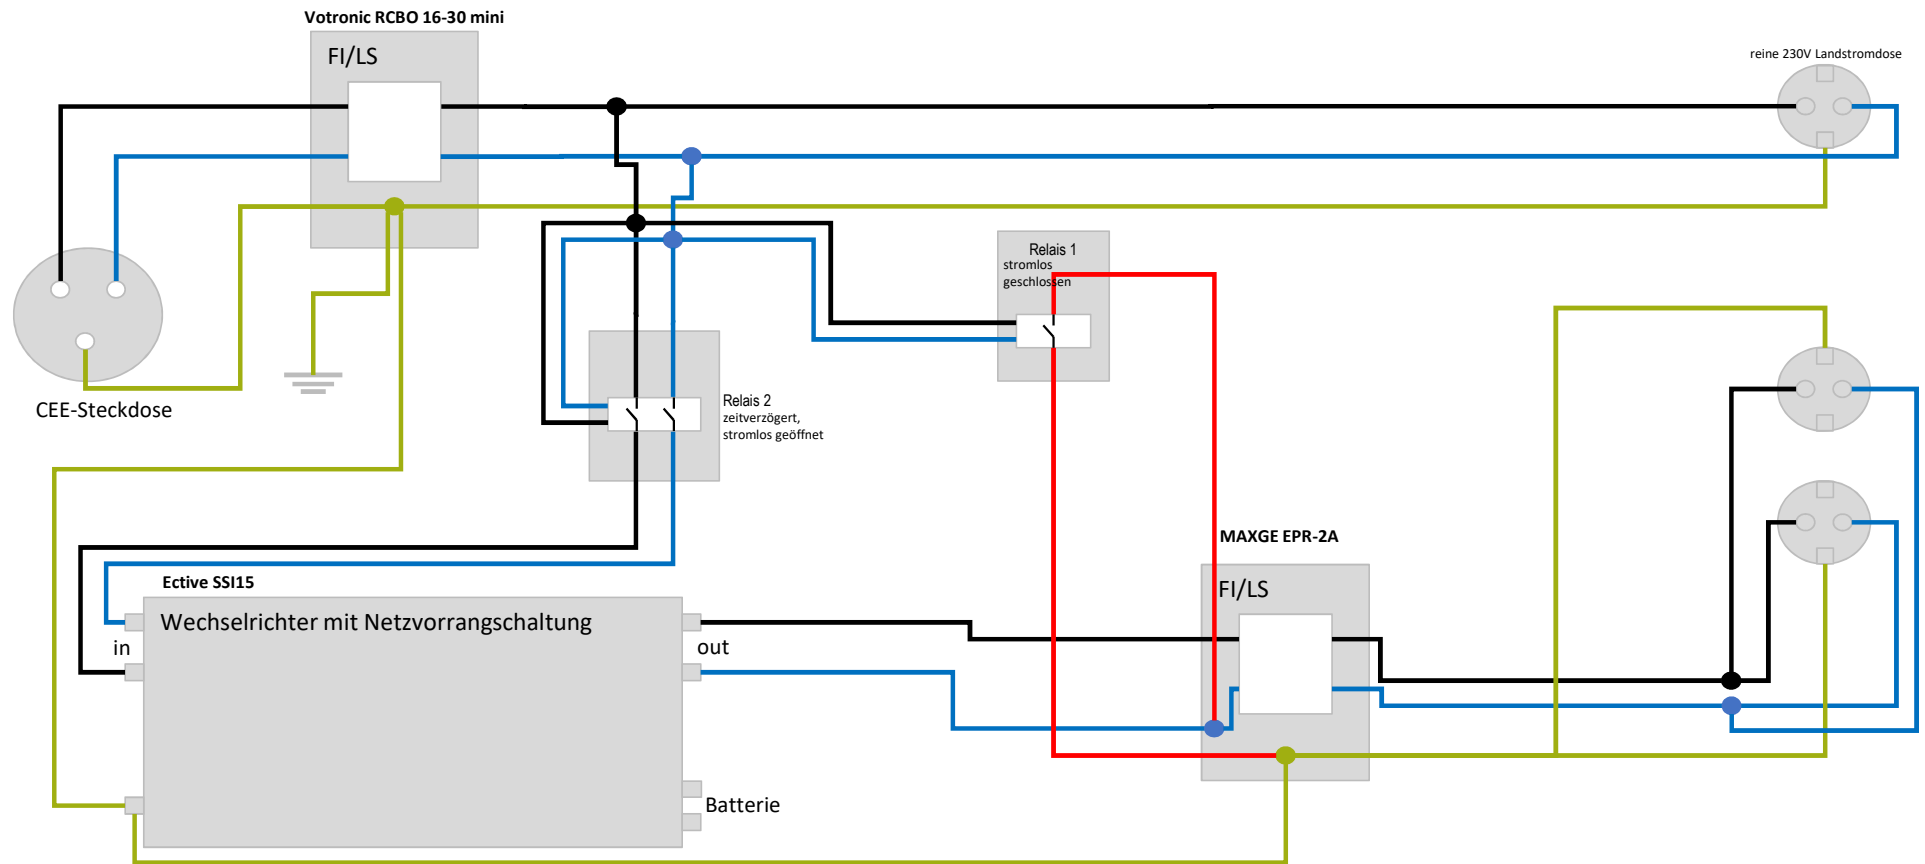 Votronic RCBO 16-30 mini
FI/LS
reine 230V Landstromdose
Relais 1
stromlos
geschlossen
CEE-Steckdose
Relais 2
zeitverzögert,
stromlos geöffnet
MAXGE EPR-2A
FI/LS
Ective SSI15
Wechselrichter mit Netzvorrangschaltung
in
out
Batterie